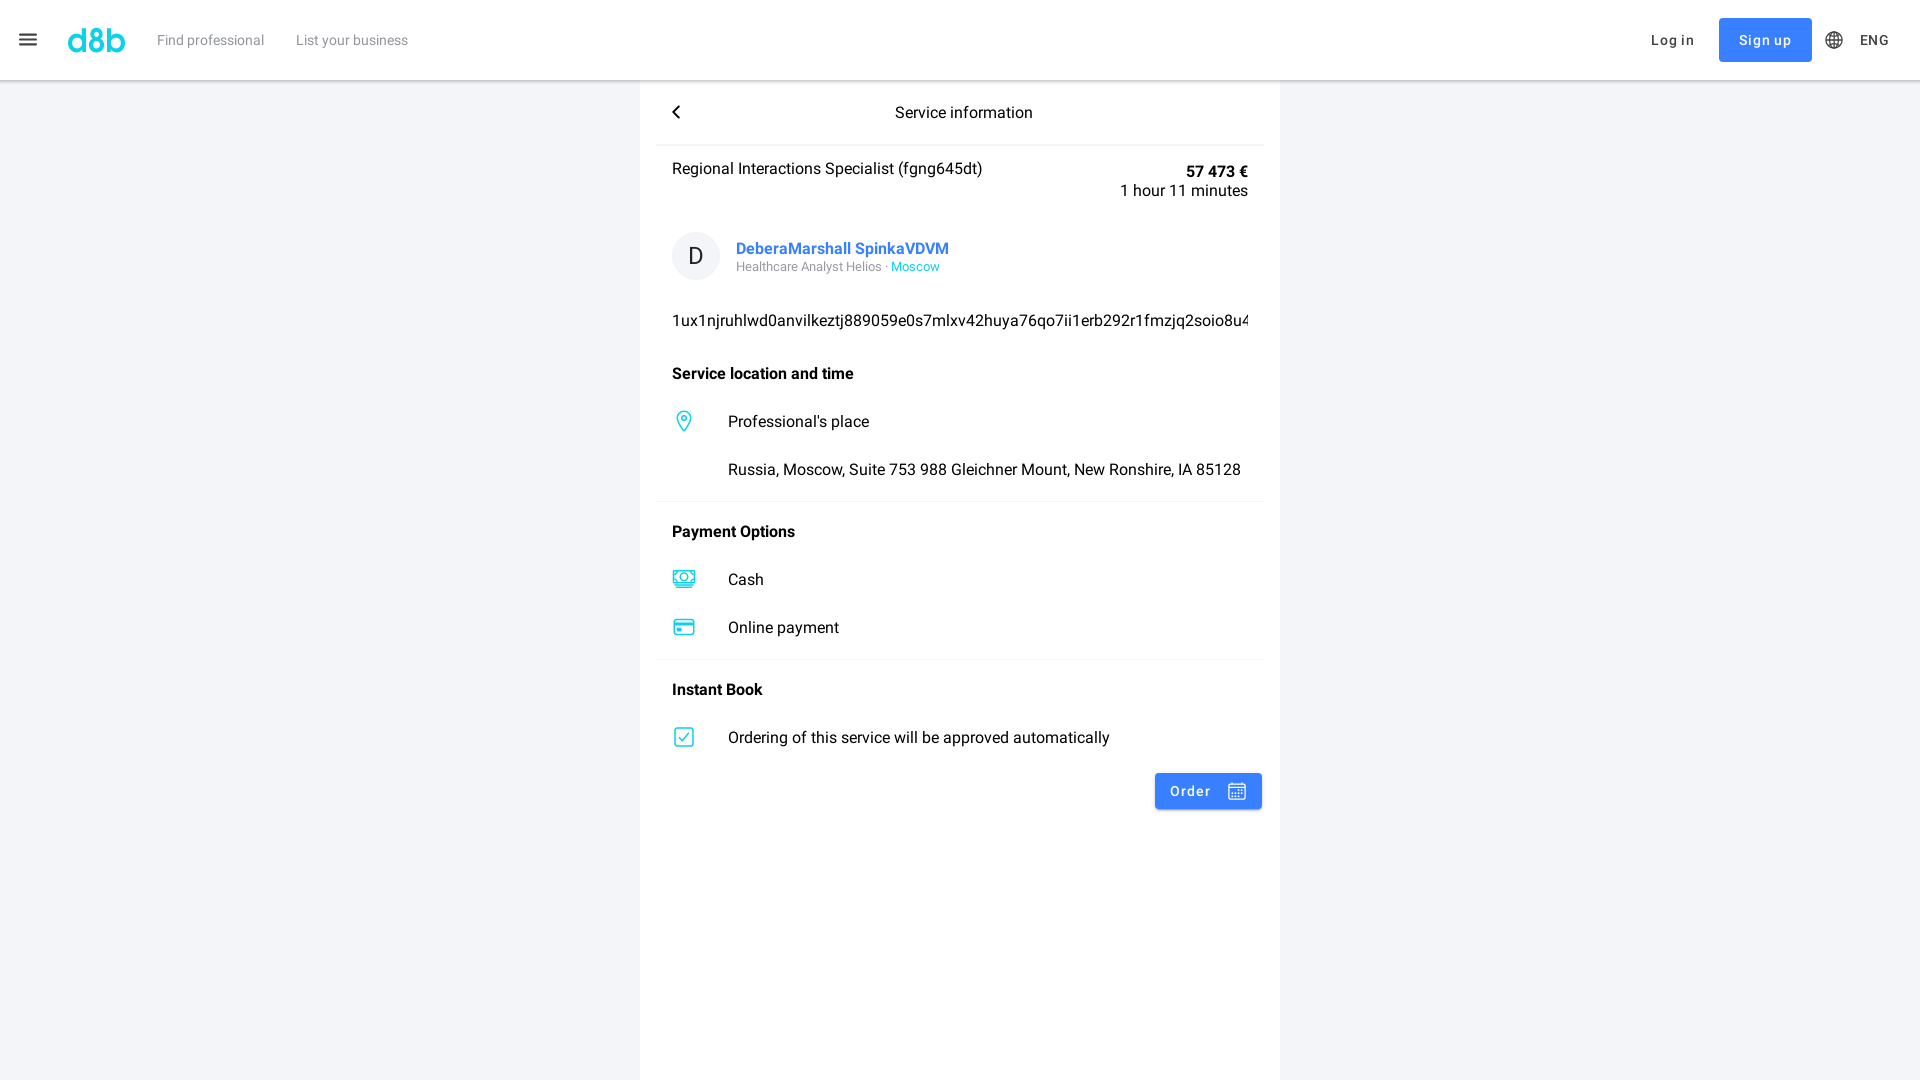 d8b
Find professional
List your business
Log in
Sign up
ENG
Service information
Regional Interactions Specialist (fgng645dt)
57 473 €
1 hour 11 minutes
D
DeberaMarshall SpinkaVDVM
Healthcare Analyst Helios · Moscow
1ux1njruhlwd0anvilkeztj889059e0s7mlxv42huya76qo7ii1erb292r1fmzjq2soio8u4
Service location and time
Professional's place
Russia, Moscow, Suite 753 988 Gleichner Mount, New Ronshire, IA 85128
Payment Options
Cash
Online payment
Instant Book
Ordering of this service will be approved automatically
Order